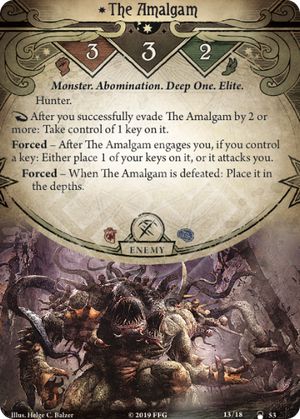 The Amalgam
3 3 2
Monster. Abomination. Deep One. Elite.
Hunter.
After you successfully evade The Amalgam by 2 or
more: Take control of 1 key on it.
Forced – After The Amalgam engages you, if you control
a key: Either place 1 of your keys on it, or it attacks you.
Forced – When The Amalgam is defeated: Place it in
the depths.
ENEMY
Illus. Helge C. Balzer
© 2019 FFG
13/18
53